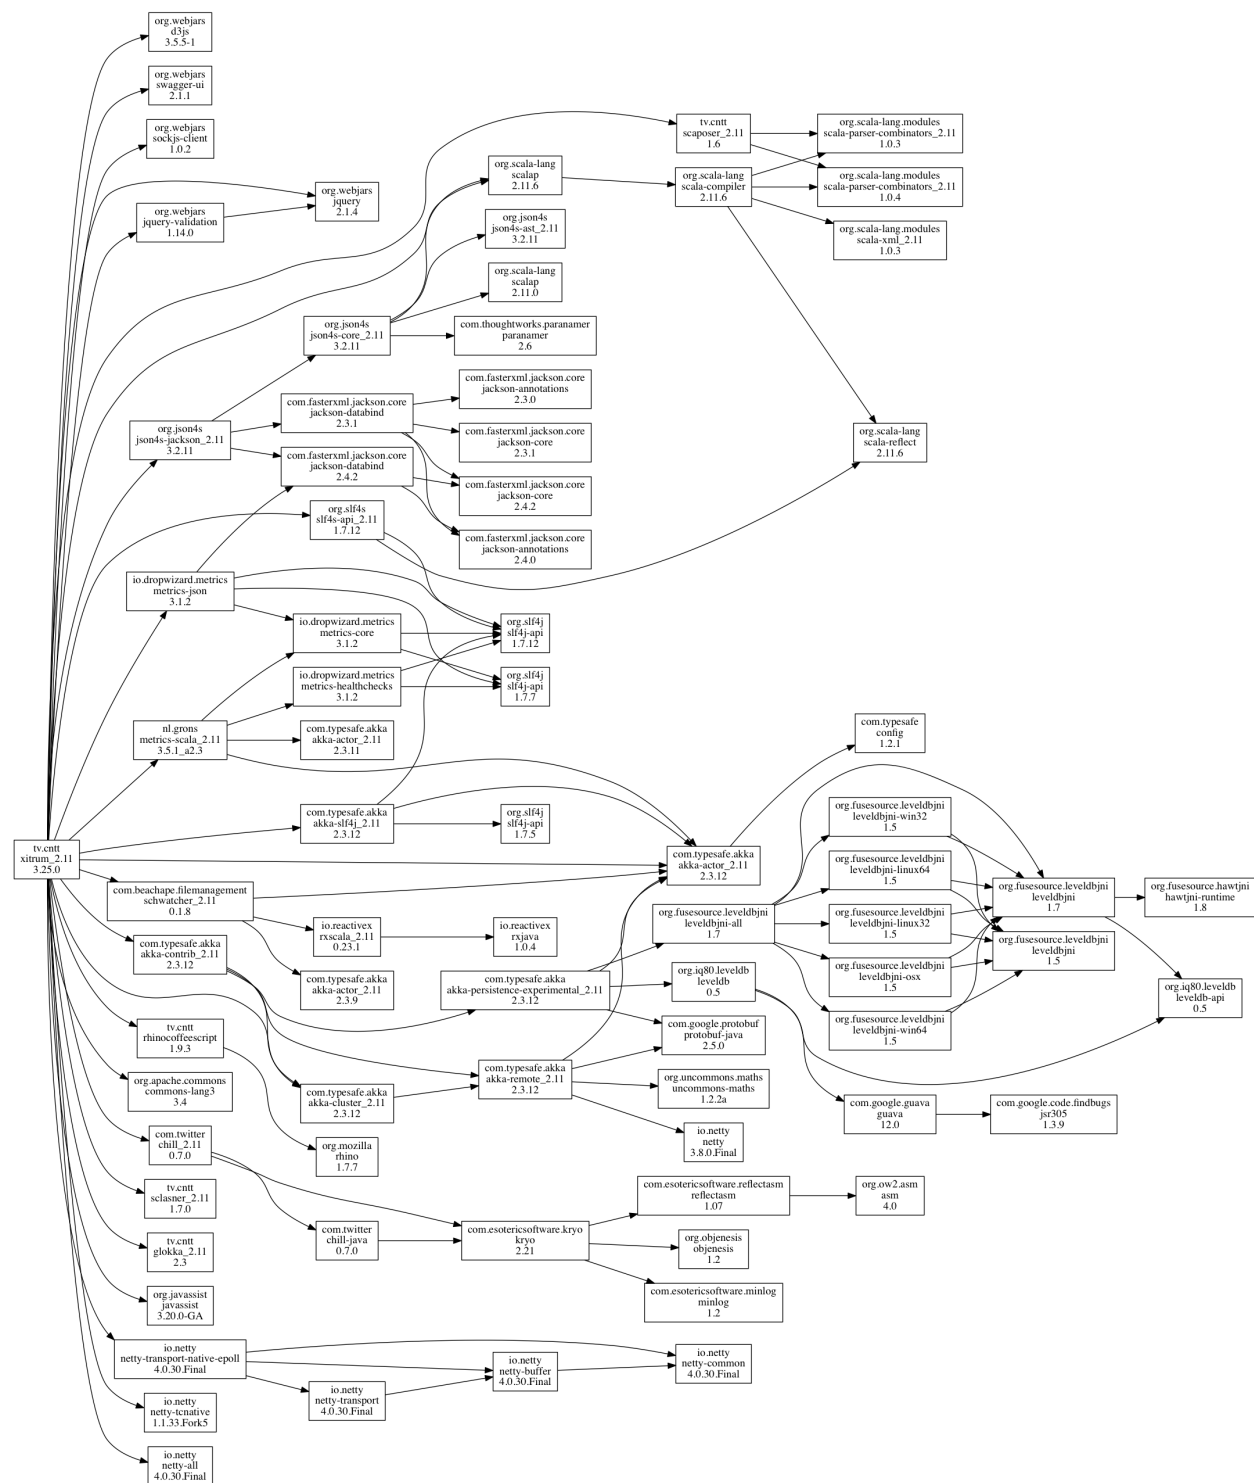 org.webjars
d3js
3.5.5-1
org.webjars
swagger-ui
2.1.1
org.webjars
sockjs-client
1.0.2
org.webjars
jquery
2.1.4
org.webjars
jquery-validation
1.14.0
tv.cntt
scaposer_2.11
1.6
org.scala-lang.modules
scala-parser-combinators_2.11
1.0.3
org.scala-lang
scalap
2.11.6
org.scala-lang
scala-compiler
2.11.6
org.scala-lang.modules
scala-parser-combinators_2.11
1.0.4
org.json4s
json4s-ast_2.11
3.2.11
org.scala-lang.modules
scala-xml_2.11
1.0.3
org.scala-lang
scalap
2.11.0
org.json4s
json4s-core_2.11
3.2.11
com.thoughtworks.paranamer
paranamer
2.6
com.fasterxml.jackson.core
jackson-annotations
2.3.0
com.fasterxml.jackson.core
jackson-databind
2.3.1
org.json4s
json4s-jackson_2.11
3.2.11
com.fasterxml.jackson.core
jackson-core
2.3.1
org.scala-lang
scala-reflect
2.11.6
com.fasterxml.jackson.core
jackson-databind
2.4.2
com.fasterxml.jackson.core
jackson-core
2.4.2
org.slf4s
slf4s-api_2.11
1.7.12
com.fasterxml.jackson.core
jackson-annotations
2.4.0
io.dropwizard.metrics
metrics-json
3.1.2
io.dropwizard.metrics
metrics-core
3.1.2
org.slf4j
slf4j-api
1.7.12
io.dropwizard.metrics
metrics-healthchecks
3.1.2
org.slf4j
slf4j-api
1.7.7
nl.grons
metrics-scala_2.11
3.5.1_a2.3
com.typesafe.akka
akka-actor_2.11
2.3.11
com.typesafe
config
1.2.1
com.typesafe.akka
akka-slf4j_2.11
2.3.12
org.slf4j
slf4j-api
1.7.5
org.fusesource.leveldbjni
leveldbjni-win32
1.5
tv.cntt
xitrum_2.11
3.25.0
com.typesafe.akka
akka-actor_2.11
2.3.12
org.fusesource.leveldbjni
leveldbjni-linux64
1.5
com.beachape.filemanagement
schwatcher_2.11
0.1.8
org.fusesource.leveldbjni
leveldbjni
1.7
org.fusesource.hawtjni
hawtjni-runtime
1.8
io.reactivex
rxscala_2.11
0.23.1
io.reactivex
rxjava
1.0.4
org.fusesource.leveldbjni
leveldbjni-all
1.7
org.fusesource.leveldbjni
leveldbjni-linux32
1.5
com.typesafe.akka
akka-contrib_2.11
2.3.12
org.fusesource.leveldbjni
leveldbjni
1.5
com.typesafe.akka
akka-actor_2.11
2.3.9
com.typesafe.akka
akka-persistence-experimental_2.11
2.3.12
org.iq80.leveldb
leveldb
0.5
org.fusesource.leveldbjni
leveldbjni-osx
1.5
org.iq80.leveldb
leveldb-api
0.5
tv.cntt
rhinocoffeescript
1.9.3
com.google.protobuf
protobuf-java
2.5.0
org.fusesource.leveldbjni
leveldbjni-win64
1.5
org.apache.commons
commons-lang3
3.4
com.typesafe.akka
akka-cluster_2.11
2.3.12
com.typesafe.akka
akka-remote_2.11
2.3.12
org.uncommons.maths
uncommons-maths
1.2.2a
com.google.guava
guava
12.0
com.google.code.findbugs
jsr305
1.3.9
com.twitter
chill_2.11
0.7.0
org.mozilla
rhino
1.7.7
io.netty
netty
3.8.0.Final
tv.cntt
sclasner_2.11
1.7.0
com.esotericsoftware.reflectasm
reflectasm
1.07
org.ow2.asm
asm
4.0
tv.cntt
glokka_2.11
2.3
com.twitter
chill-java
0.7.0
com.esotericsoftware.kryo
kryo
2.21
org.objenesis
objenesis
1.2
org.javassist
javassist
3.20.0-GA
com.esotericsoftware.minlog
minlog
1.2
io.netty
netty-transport-native-epoll
4.0.30.Final
io.netty
netty-buffer
4.0.30.Final
io.netty
netty-common
4.0.30.Final
io.netty
netty-transport
4.0.30.Final
io.netty
netty-tcnative
1.1.33.Fork5
io.netty
netty-all
4.0.30.Final